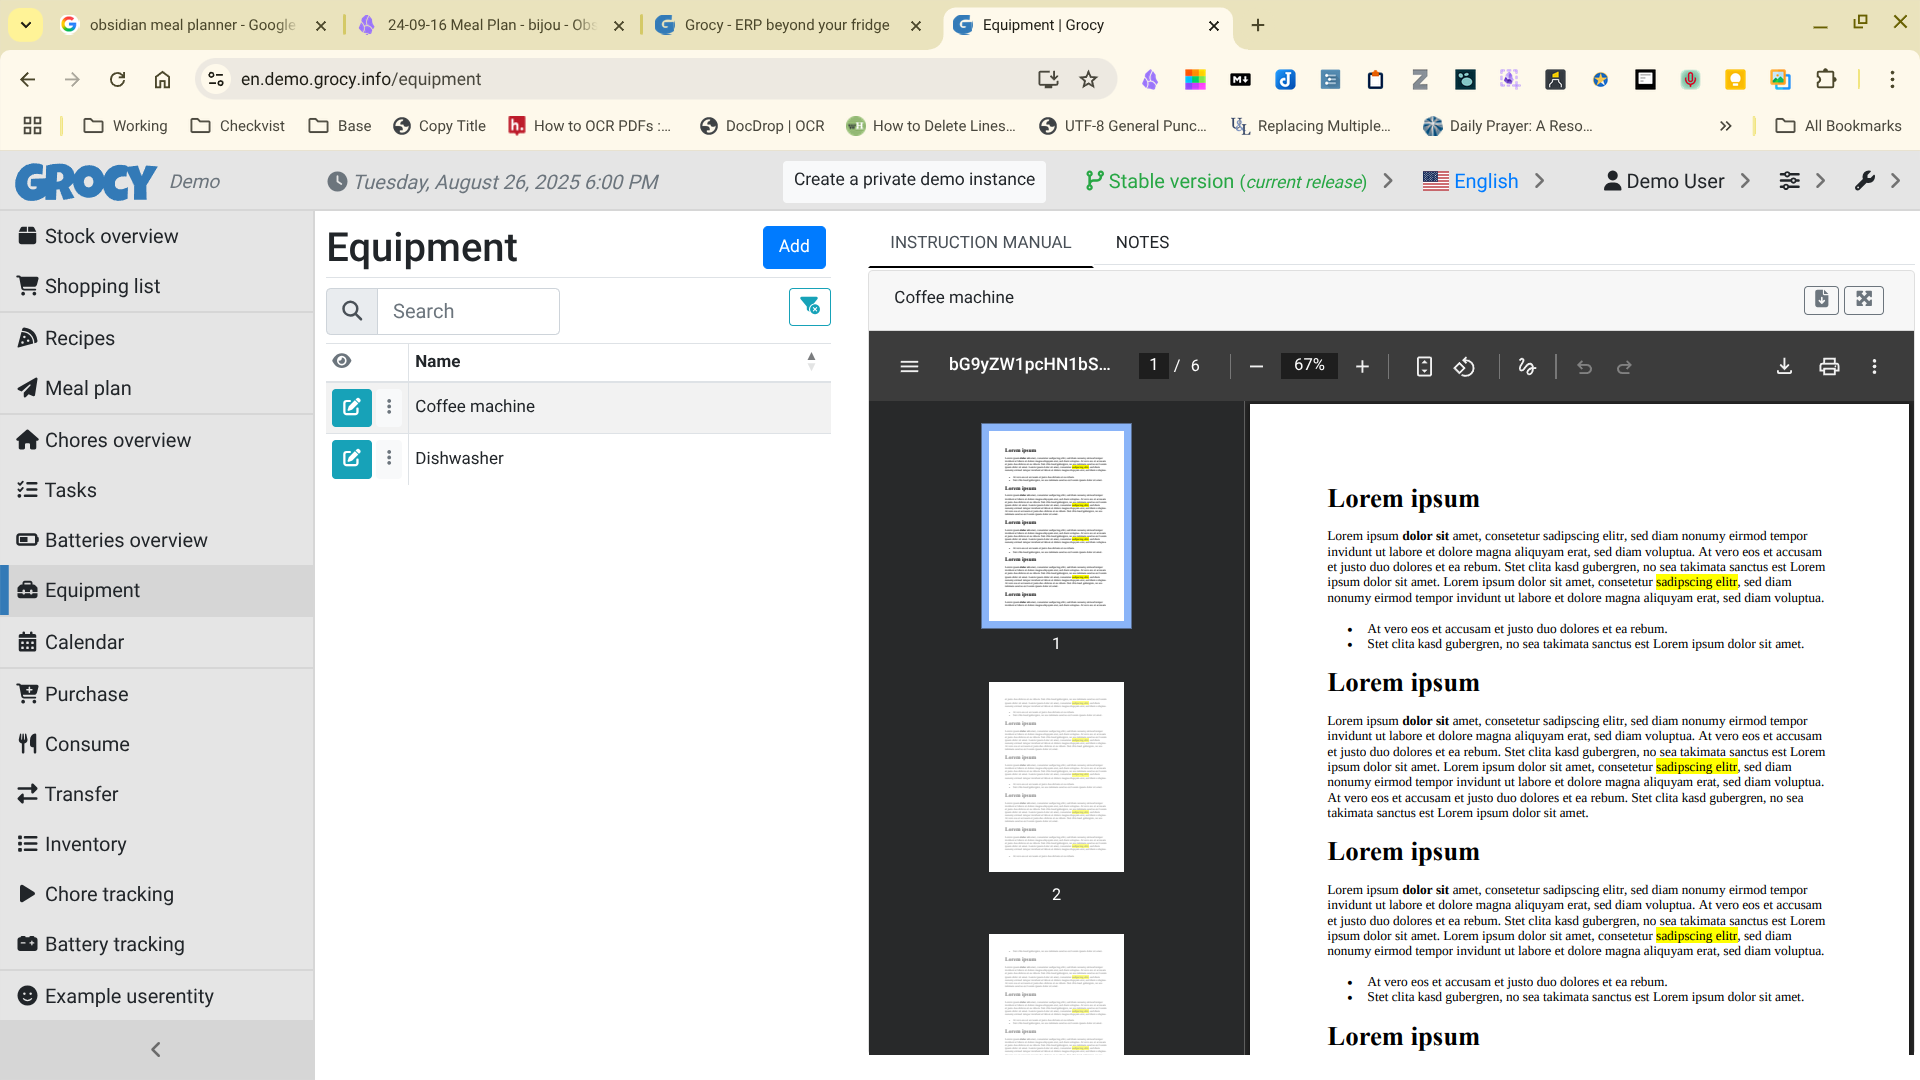 obsidian meal planner - Google
24-09-16 Meal Plan - bijou - Obs
Grocy - ERP beyond your fridge
Equipment | Grocy
en.demo.grocy.info/equipment
Working
Checkvist
Base
Copy Title
How to OCR PDFs :...
DocDrop | OCR
How to Delete Lines...
UTF-8 General Punc...
Replacing Multiple...
Daily Prayer: A Reso...
All Bookmarks
GROCY Demo
Tuesday, August 26, 2025 6:00 PM
Create a private demo instance
Stable version (current release)
English
Demo User
Stock overview
Shopping list
Recipes
Meal plan
Chores overview
Tasks
Batteries overview
Equipment
Calendar
Purchase
Consume
Transfer
Inventory
Chore tracking
Battery tracking
Example userentity
Equipment
Add
Search
Name
Coffee machine
Dishwasher
INSTRUCTION MANUAL
NOTES
Coffee machine
bG9yZW1pcHN1bS...
1 / 6
67%
1
2
Lorem ipsum
Lorem ipsum dolor sit amet, consetetur sadipscing elitr, sed diam nonumy eirmod tempor
invidunt ut labore et dolore magna aliquyam erat, sed diam voluptua. At vero eos et accusam
et justo duo dolores et ea rebum. Stet clita kasd gubergren, no sea takimata sanctus est Lorem
ipsum dolor sit amet. Lorem ipsum dolor sit amet, consetetur sadipscing elitr, sed diam
nonumy eirmod tempor invidunt ut labore et dolore magna aliquyam erat, sed diam voluptua.
• At vero eos et accusam et justo duo dolores et ea rebum.
• Stet clita kasd gubergren, no sea takimata sanctus est Lorem ipsum dolor sit amet.
Lorem ipsum
Lorem ipsum dolor sit amet, consetetur sadipscing elitr, sed diam nonumy eirmod tempor
invidunt ut labore et dolore magna aliquyam erat, sed diam voluptua. At vero eos et accusam
et justo duo dolores et ea rebum. Stet clita kasd gubergren, no sea takimata sanctus est Lorem
ipsum dolor sit amet. Lorem ipsum dolor sit amet, consetetur sadipscing elitr, sed diam
nonumy eirmod tempor invidunt ut labore et dolore magna aliquyam erat, sed diam voluptua.
At vero eos et accusam et justo duo dolores et ea rebum. Stet clita kasd gubergren, no sea
takimata sanctus est Lorem ipsum dolor sit amet.
Lorem ipsum
Lorem ipsum dolor sit amet, consetetur sadipscing elitr, sed diam nonumy eirmod tempor
invidunt ut labore et dolore magna aliquyam erat, sed diam voluptua. At vero eos et accusam
et justo duo dolores et ea rebum. Stet clita kasd gubergren, no sea takimata sanctus est Lorem
ipsum dolor sit amet. Lorem ipsum dolor sit amet, consetetur sadipscing elitr, sed diam
nonumy eirmod tempor invidunt ut labore et dolore magna aliquyam erat, sed diam voluptua.
• At vero eos et accusam et justo duo dolores et ea rebum.
• Stet clita kasd gubergren, no sea takimata sanctus est Lorem ipsum dolor sit amet.
Lorem ipsum